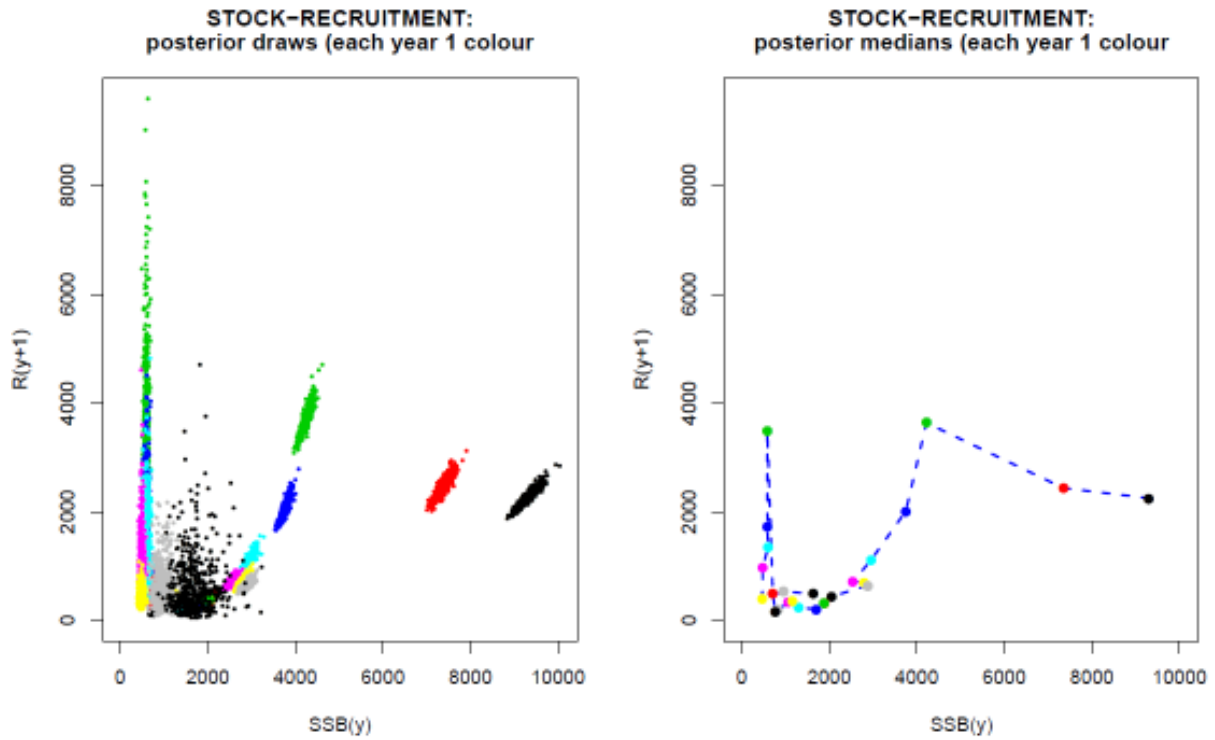 STOCK−RECRUITMENT:
posterior draws (each year 1 colour
R(y+1)
8000
6000
4000
2000
0
0 2000 4000 6000 8000 10000
SSB(y)
STOCK−RECRUITMENT:
posterior medians (each year 1 colour
R(y+1)
8000
6000
4000
2000
0
0 2000 4000 6000 8000 10000
SSB(y)